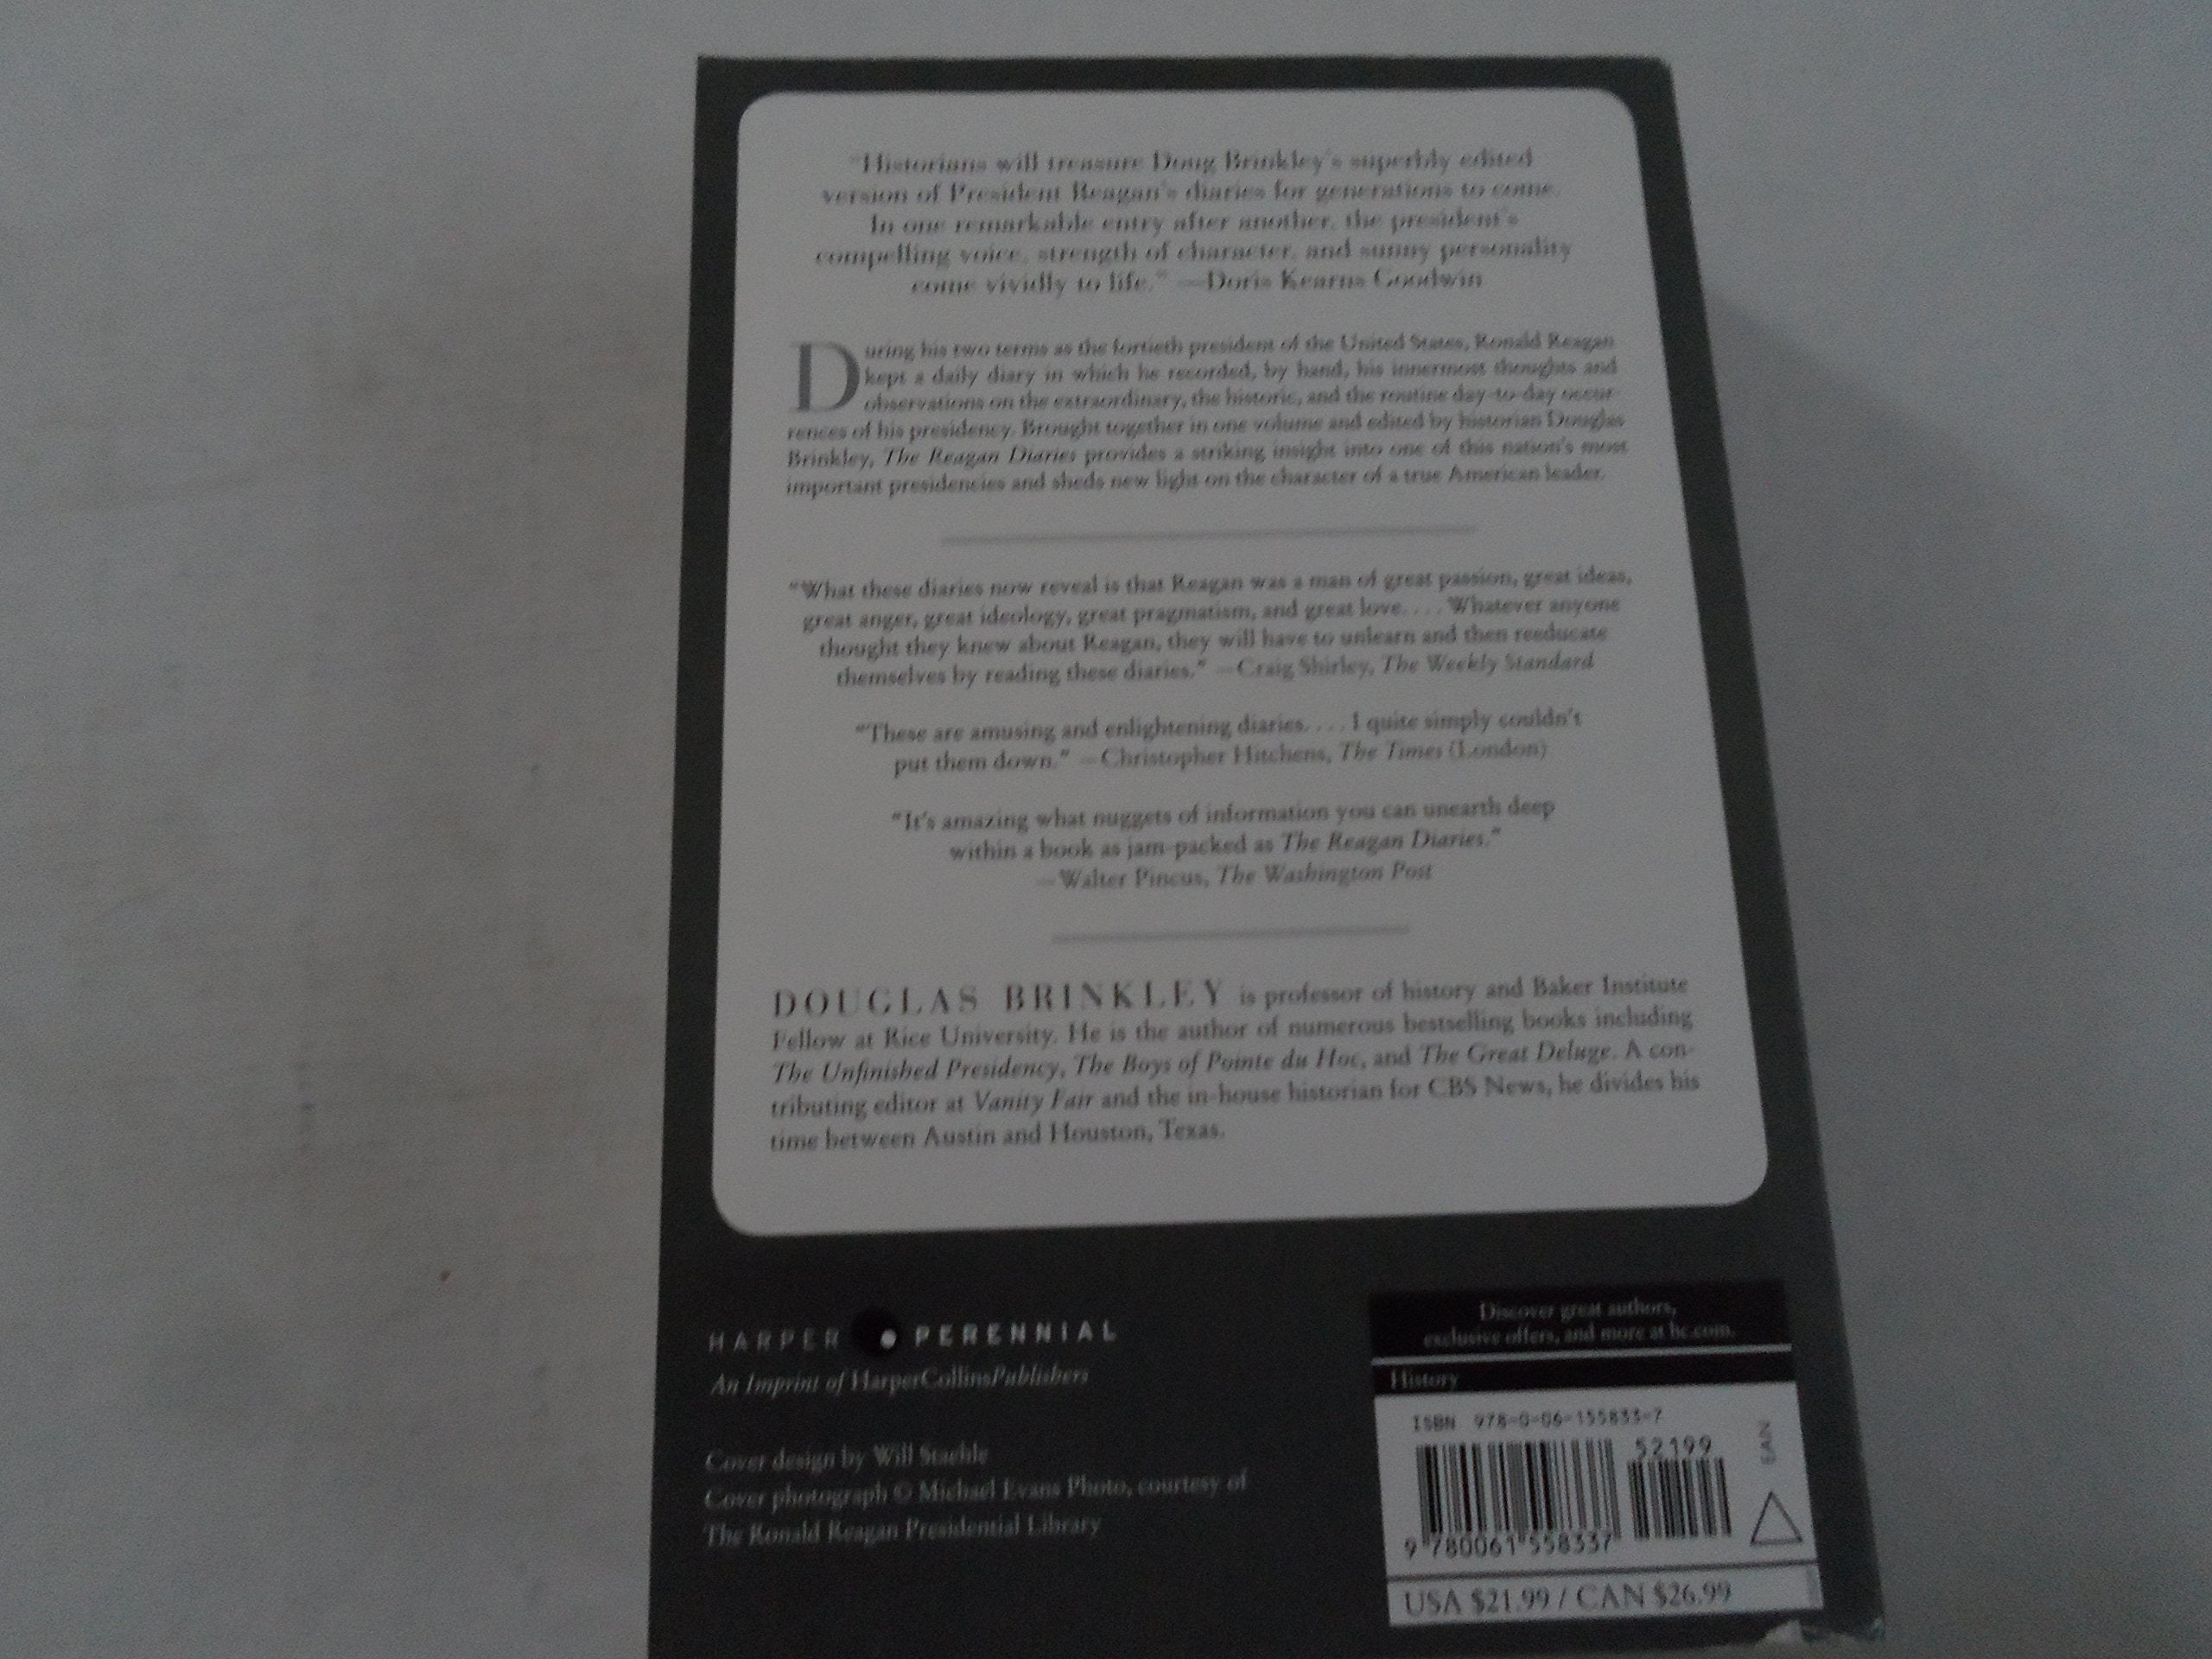 "Historians will treasure Doug Brinkley's superbly edited
version of President Reagan's diaries for generations to come.
In one remarkable entry after another, the president's
compelling voice, strength of character, and sunny personality
come vividly to life." —Doris Kearns Goodwin
During his two terms as the fortieth president of the United States, Ronald Reagan
kept a daily diary in which he recorded, by hand, his innermost thoughts and
observations on the extraordinary, the historic, and the routine day-to-day occur-
rences of his presidency. Brought together in one volume and edited by historian Douglas
Brinkley, The Reagan Diaries provides a striking insight into one of this nation's most
important presidencies and sheds new light on the character of a true American leader.
"What these diaries now reveal is that Reagan was a man of great passion, great ideas,
great anger, great ideology, great pragmatism, and great love. . . . Whatever anyone
thought they knew about Reagan, they will have to unlearn and then reeducate
themselves by reading these diaries." —Craig Shirley, The Weekly Standard
"These are amusing and enlightening diaries. . . . I quite simply couldn't
put them down." —Christopher Hitchens, The Times (London)
"It's amazing what nuggets of information you can unearth deep
within a book as jam-packed as The Reagan Diaries."
—Walter Pincus, The Washington Post
DOUGLAS BRINKLEY is professor of history and Baker Institute
Fellow at Rice University. He is the author of numerous bestselling books including
The Unfinished Presidency, The Boys of Pointe du Hoc, and The Great Deluge. A con-
tributing editor at Vanity Fair and the in-house historian for CBS News, he divides his
time between Austin and Houston, Texas.
HARPER PERENNIAL
An Imprint of HarperCollinsPublishers
Cover design by Will Staehle
Cover photograph © Michael Evans Photo, courtesy of
The Ronald Reagan Presidential Library
Discover great authors,
exclusive offers, and more at hc.com.
History
ISBN 978-0-06-155833-7
52199
EAN
9 780061 558337
USA $21.99 / CAN $26.99